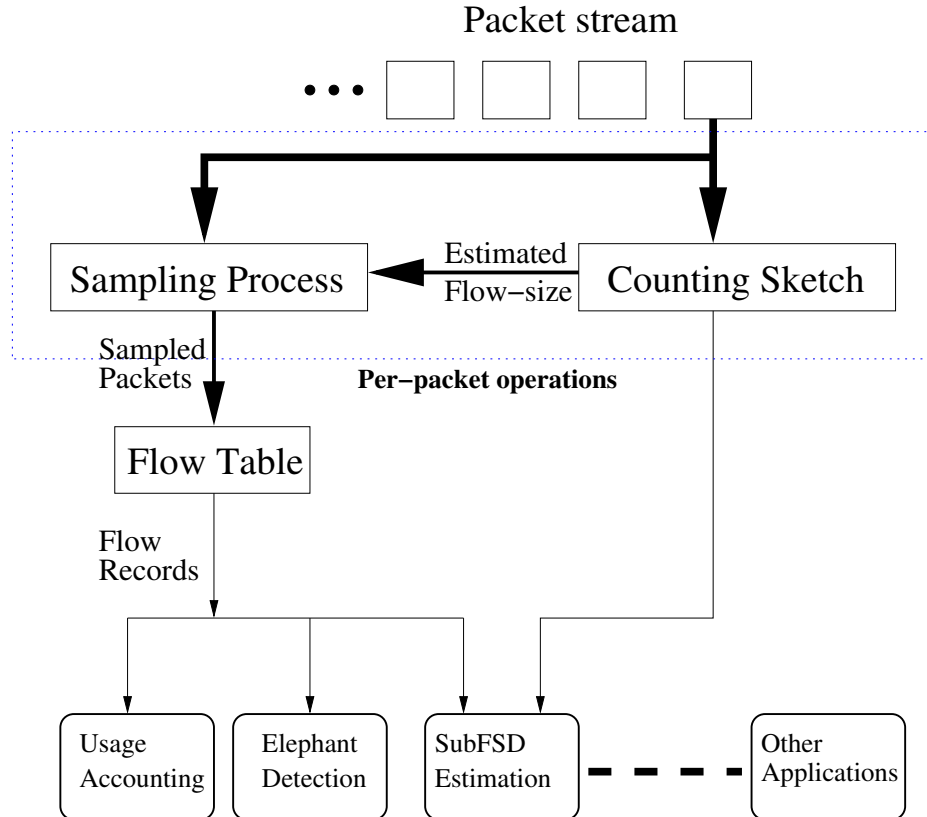 Packet stream
Estimated
Flow−size
Sampling Process
Counting Sketch
Sampled
Packets
Per−packet operations
Flow Table
Flow
Records
Usage
Accounting
Elephant
Detection
SubFSD
Estimation
Other
Applications